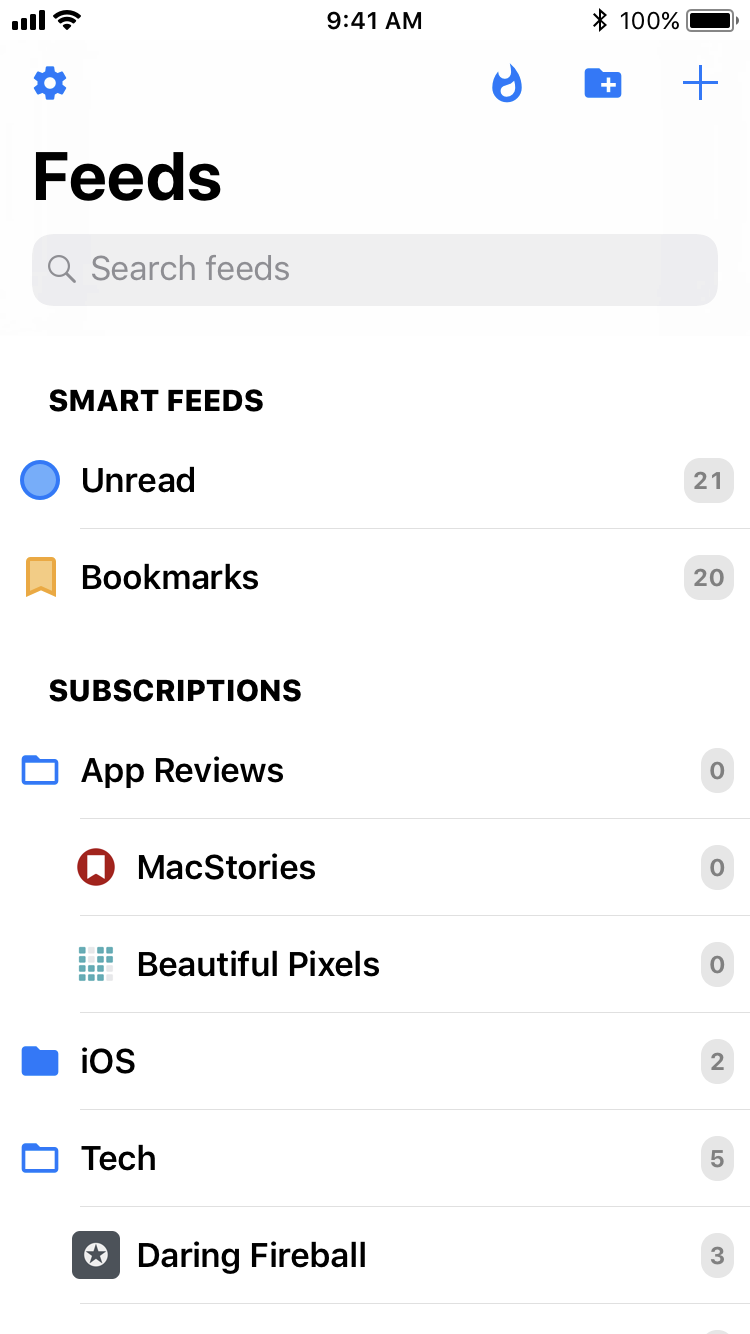 9:41 AM 100%
Feeds
Search feeds
SMART FEEDS
Unread 21
Bookmarks 20
SUBSCRIPTIONS
App Reviews 0
MacStories 0
Beautiful Pixels 0
iOS 2
Tech 5
Daring Fireball 3